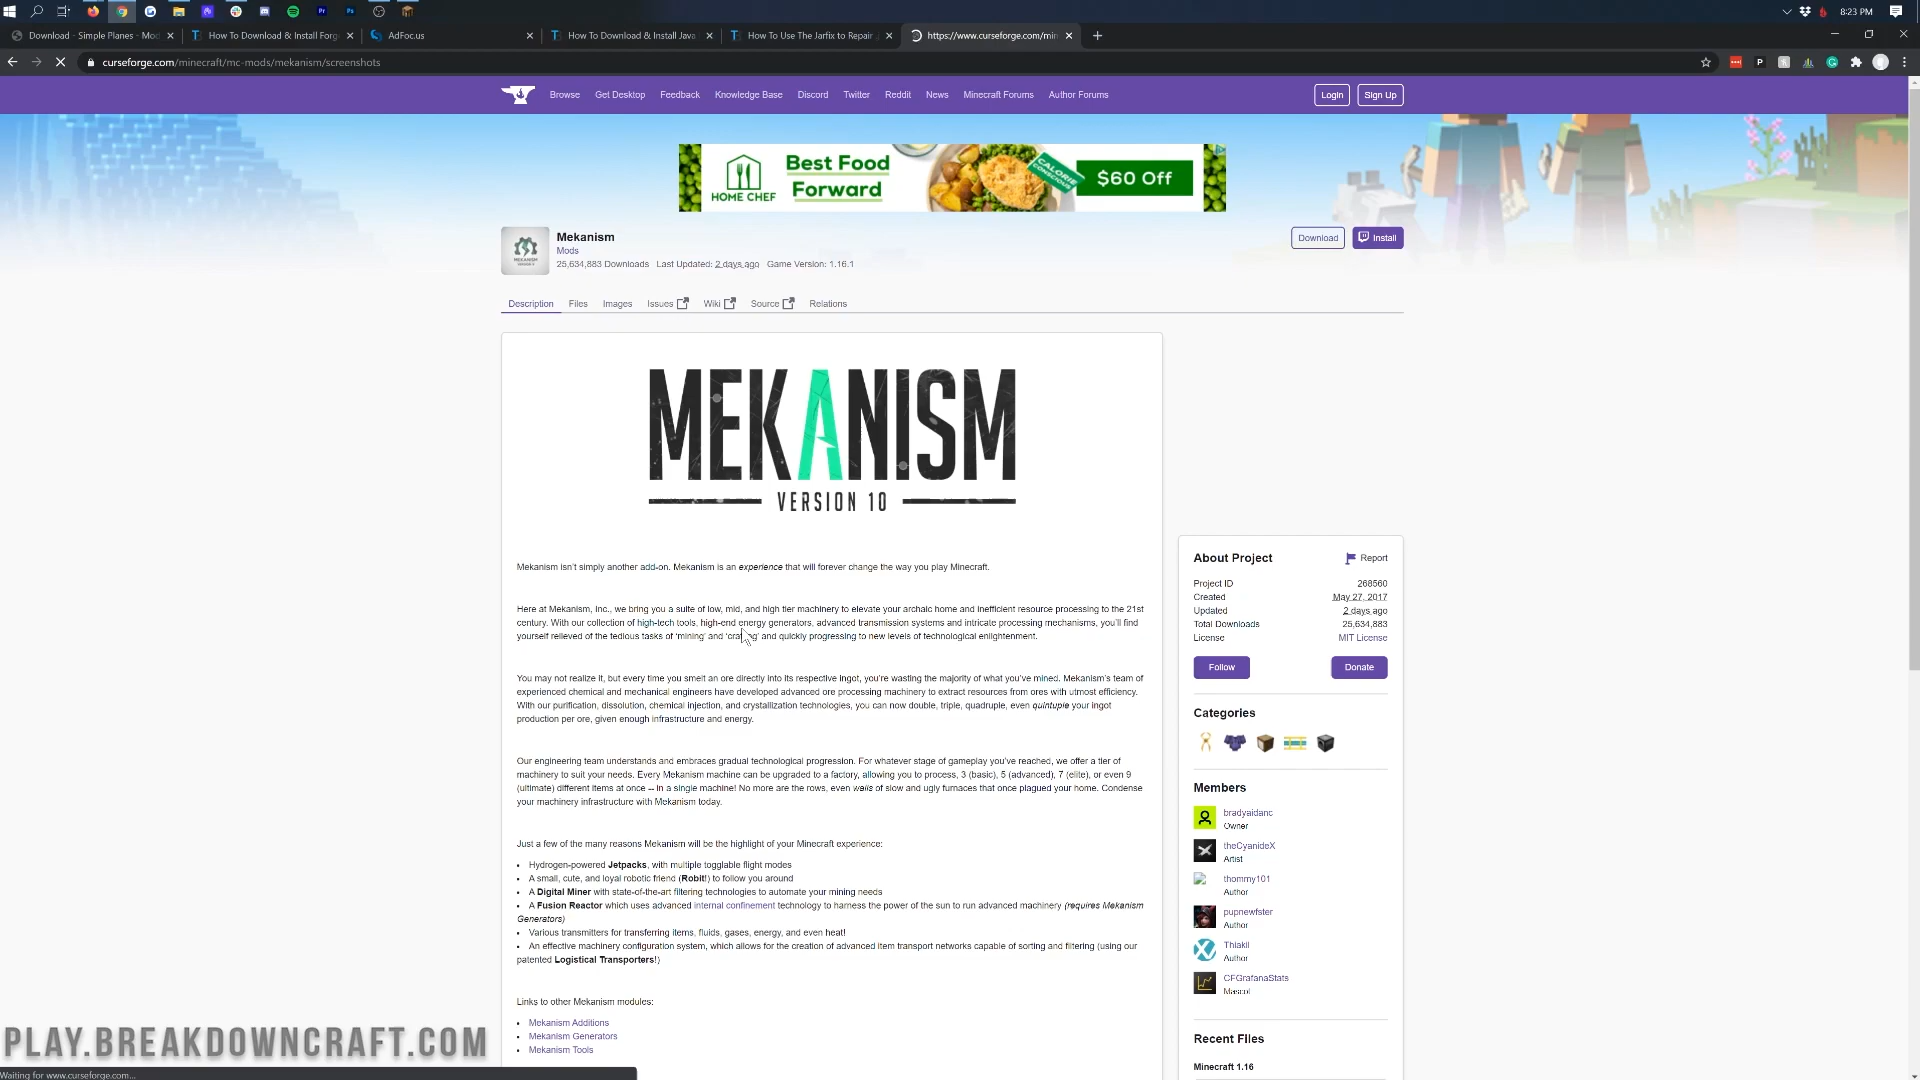 8:23 PM
Download - Simple Planes - Mod
How To Download & Install Forge
AdFoc.us
How To Download & Install Java
How To Use The Jarfix to Repair
https://www.curseforge.com/min
curseforge.com/minecraft/mc-mods/mekanism/screenshots
Browse Get Desktop Feedback Knowledge Base Discord Twitter Reddit News Minecraft Forums Author Forums Login Sign Up
HOME CHEF
Best Food
Forward
CALORIE
CONSCIOUS
$60 Off
Mekanism
Mods
25,634,883 Downloads Last Updated: 2 days ago Game Version: 1.16.1
Download Install
Description Files Images Issues Wiki Source Relations
MEKANISM
VERSION 10
Mekanism isn't simply another add-on. Mekanism is an experience that will forever change the way you play Minecraft.
Here at Mekanism, Inc., we bring you a suite of low, mid, and high tier machinery to elevate your archaic home and inefficient resource processing to the 21st
century. With our collection of high-tech tools, high-end energy generators, advanced transmission systems and intricate processing mechanisms, you'll find
yourself relieved of the tedious tasks of 'mining' and 'crafting' and quickly progressing to new levels of technological enlightenment.
You may not realize it, but every time you smelt an ore directly into its respective ingot, you're wasting the majority of what you've mined. Mekanism's team of
experienced chemical and mechanical engineers have developed advanced ore processing machinery to extract resources from ores with utmost efficiency.
With our purification, dissolution, chemical injection, and crystallization technologies, you can now double, triple, quadruple, even quintuple your ingot
production per ore, given enough infrastructure and energy.
Our engineering team understands and embraces gradual technological progression. For whatever stage of gameplay you've reached, we offer a tier of
machinery to suit your needs. Every Mekanism machine can be upgraded to a factory, allowing you to process, 3 (basic), 5 (advanced), 7 (elite), or even 9
(ultimate) different items at once -- in a single machine! No more are the rows, even walls of slow and ugly furnaces that once plagued your home. Condense
your machinery infrastructure with Mekanism today.
Just a few of the many reasons Mekanism will be the highlight of your Minecraft experience:
• Hydrogen-powered Jetpacks, with multiple togglable flight modes
• A small, cute, and loyal robotic friend (Robit!) to follow you around
• A Digital Miner with state-of-the-art filtering technologies to automate your mining needs
• A Fusion Reactor which uses advanced internal confinement technology to harness the power of the sun to run advanced machinery (requires Mekanism
Generators)
• Various transmitters for transferring items, fluids, gases, energy, and even heat!
• An effective machinery configuration system, which allows for the creation of advanced item transport networks capable of sorting and filtering (using our
patented Logistical Transporters!)
Links to other Mekanism modules:
• Mekanism Additions
• Mekanism Generators
• Mekanism Tools
About Project
Report
Project ID 268560
Created May 27, 2017
Updated 2 days ago
Total Downloads 25,634,883
License MIT License
Follow Donate
Categories
Members
bradyaidanc
Owner
theCyanideX
Artist
thommy101
Author
pupnewfster
Author
Thiakil
Author
CFGrafanaStats
Mascot
Recent Files
Minecraft 1.16
PLAY.BREAKDOWNCRAFT.COM
Waiting for www.curseforge.com...